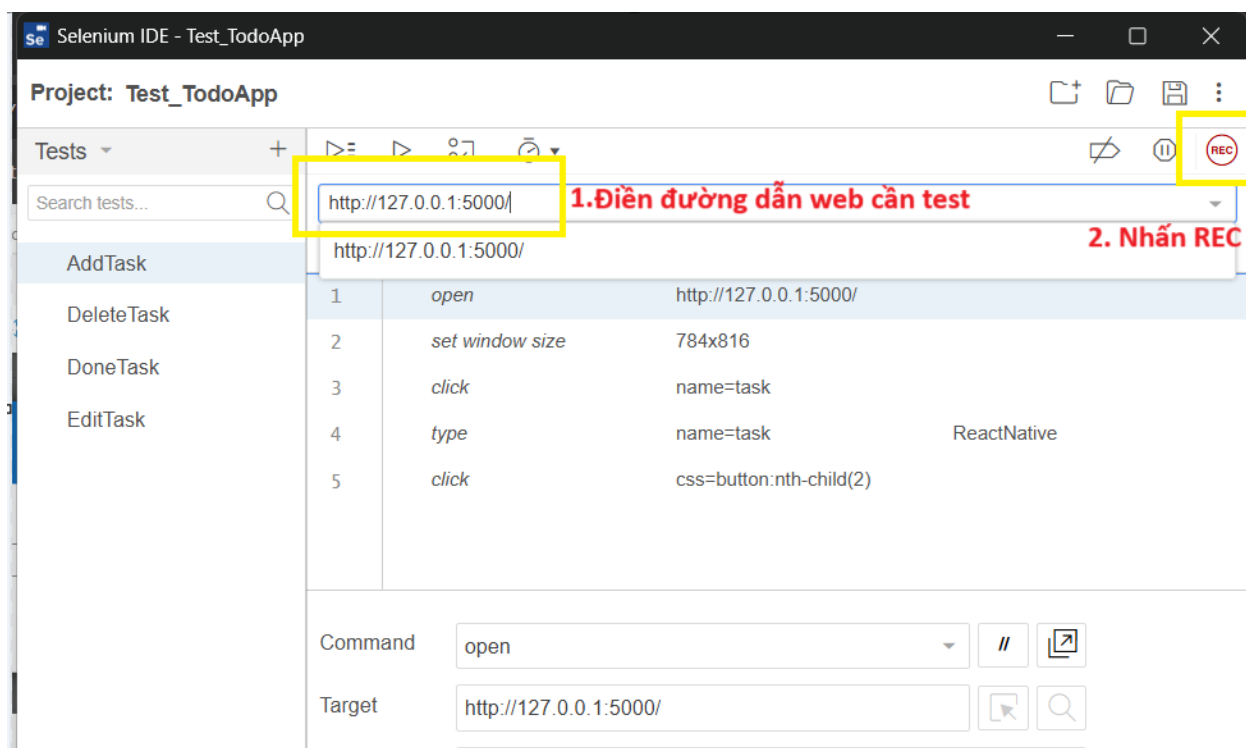 Selenium IDE - Test_TodoApp
Project: Test_TodoApp
Tests
REC
Search tests...
http://127.0.0.1:5000/
1.Điền đường dẫn web cần test
http://127.0.0.1:5000/
2. Nhấn REC
AddTask
DeleteTask
DoneTask
EditTask
1 open http://127.0.0.1:5000/
2 set window size 784x816
3 click name=task
4 type name=task ReactNative
5 click css=button:nth-child(2)
Command open //
Target http://127.0.0.1:5000/